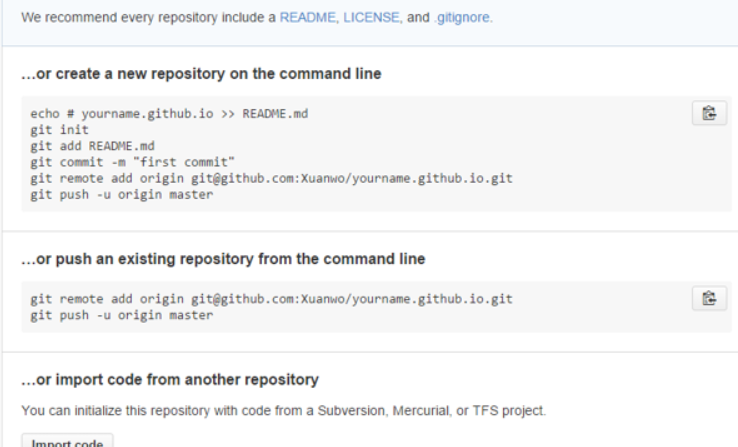 We recommend every repository include a README, LICENSE, and .gitignore.
…or create a new repository on the command line
echo # yourname.github.io >> README.md
git init
git add README.md
git commit -m "first commit"
git remote add origin git@github.com:Xuanwo/yourname.github.io.git
git push -u origin master
…or push an existing repository from the command line
git remote add origin git@github.com:Xuanwo/yourname.github.io.git
git push -u origin master
…or import code from another repository
You can initialize this repository with code from a Subversion, Mercurial, or TFS project.
Import code